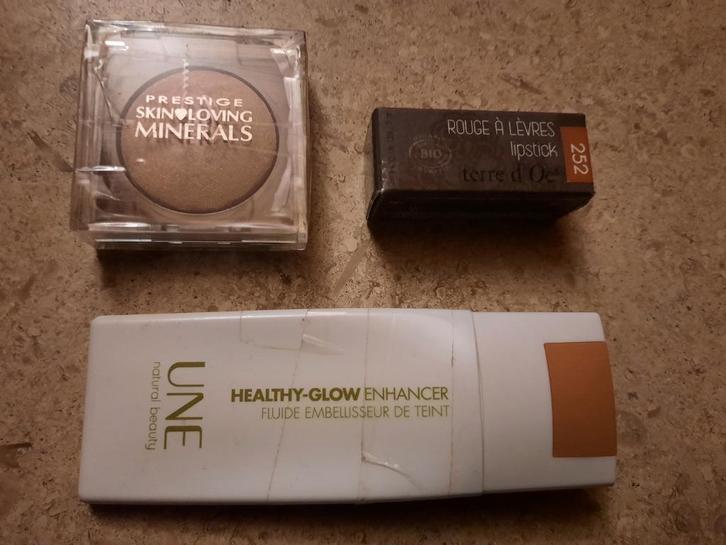 PRESTIGE
SKIN♥LOVING
MINERALS
ROUGE À LÈVRES
lipstick
252
BIO
terre d'Oc
UNE
natural beauty
HEALTHY-GLOW ENHANCER
FLUIDE EMBELLISSEUR DE TEINT